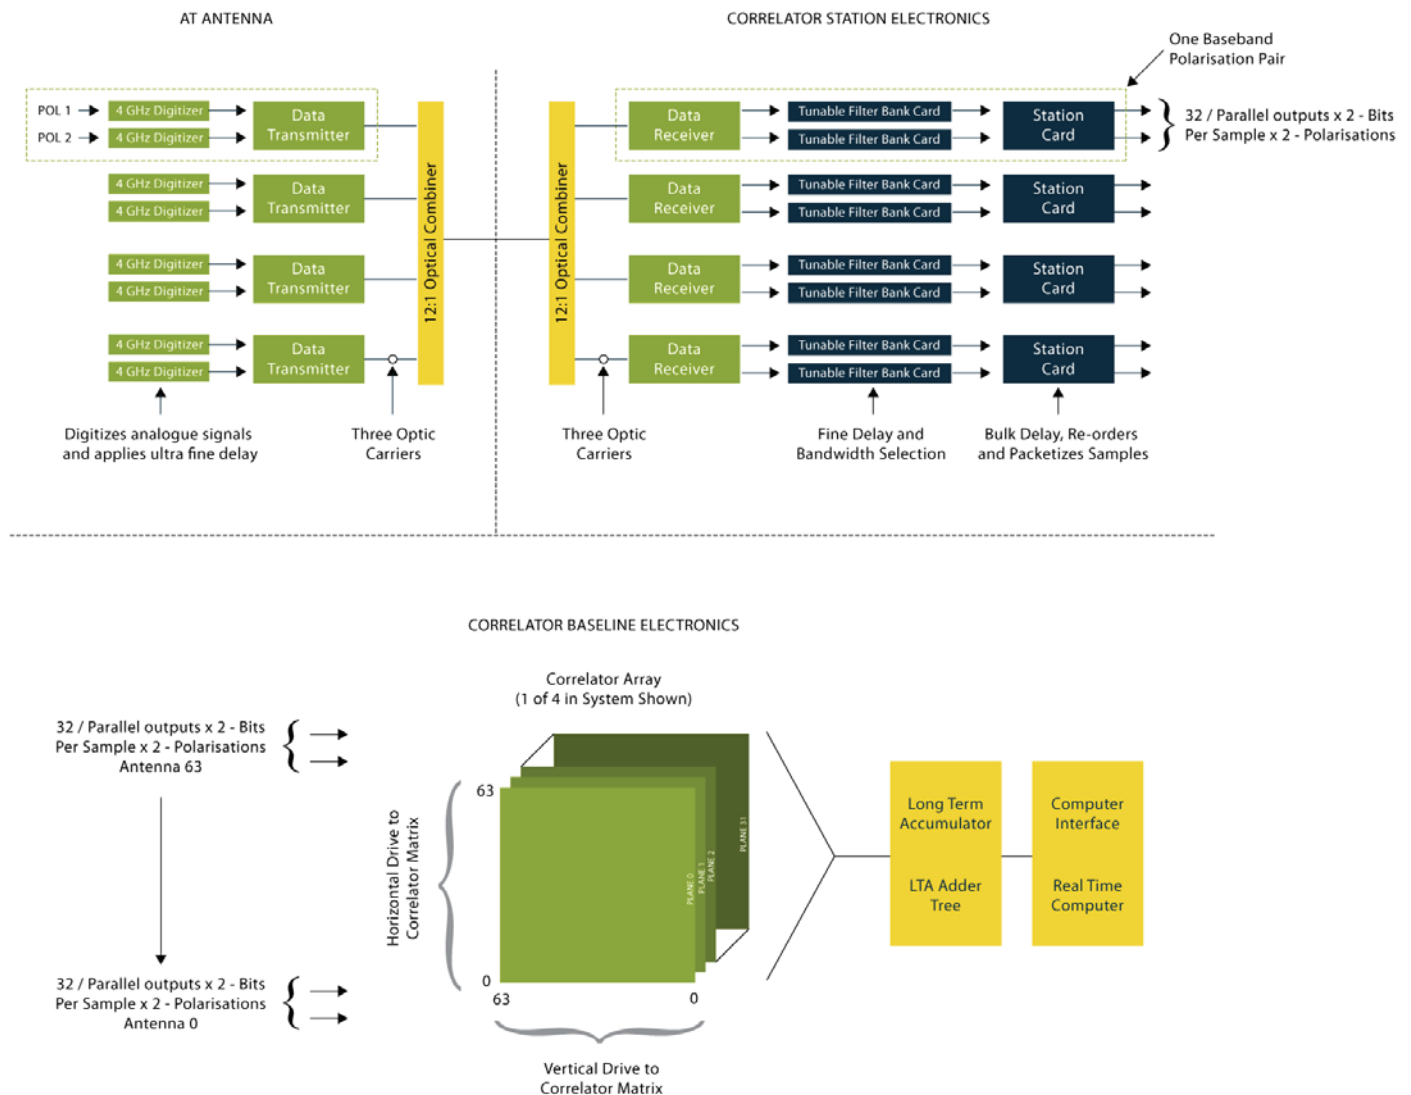 AT ANTENNA
CORRELATOR STATION ELECTRONICS
One Baseband
Polarisation Pair
POL 1
4 GHz Digitizer
POL 2
4 GHz Digitizer
Data
Transmitter
4 GHz Digitizer
4 GHz Digitizer
Data
Transmitter
4 GHz Digitizer
4 GHz Digitizer
Data
Transmitter
4 GHz Digitizer
4 GHz Digitizer
Data
Transmitter
12:1 Optical Combiner
12:1 Optical Combiner
Data
Receiver
Tunable Filter Bank Card
Tunable Filter Bank Card
Station
Card
32 / Parallel outputs x 2 - Bits
Per Sample x 2 - Polarisations
Data
Receiver
Tunable Filter Bank Card
Tunable Filter Bank Card
Station
Card
Data
Receiver
Tunable Filter Bank Card
Tunable Filter Bank Card
Station
Card
Data
Receiver
Tunable Filter Bank Card
Tunable Filter Bank Card
Station
Card
Digitizes analogue signals
and applies ultra fine delay
Three Optic
Carriers
Three Optic
Carriers
Fine Delay and
Bandwidth Selection
Bulk Delay, Re-orders
and Packetizes Samples
CORRELATOR BASELINE ELECTRONICS
Correlator Array
(1 of 4 in System Shown)
32 / Parallel outputs x 2 - Bits
Per Sample x 2 - Polarisations
Antenna 63
32 / Parallel outputs x 2 - Bits
Per Sample x 2 - Polarisations
Antenna 0
Horizontal Drive to
Correlator Matrix
63
0
63
0
PLANE 0
PLANE 1
PLANE 2
PLANE 31
Vertical Drive to
Correlator Matrix
Long Term
Accumulator
LTA Adder
Tree
Computer
Interface
Real Time
Computer